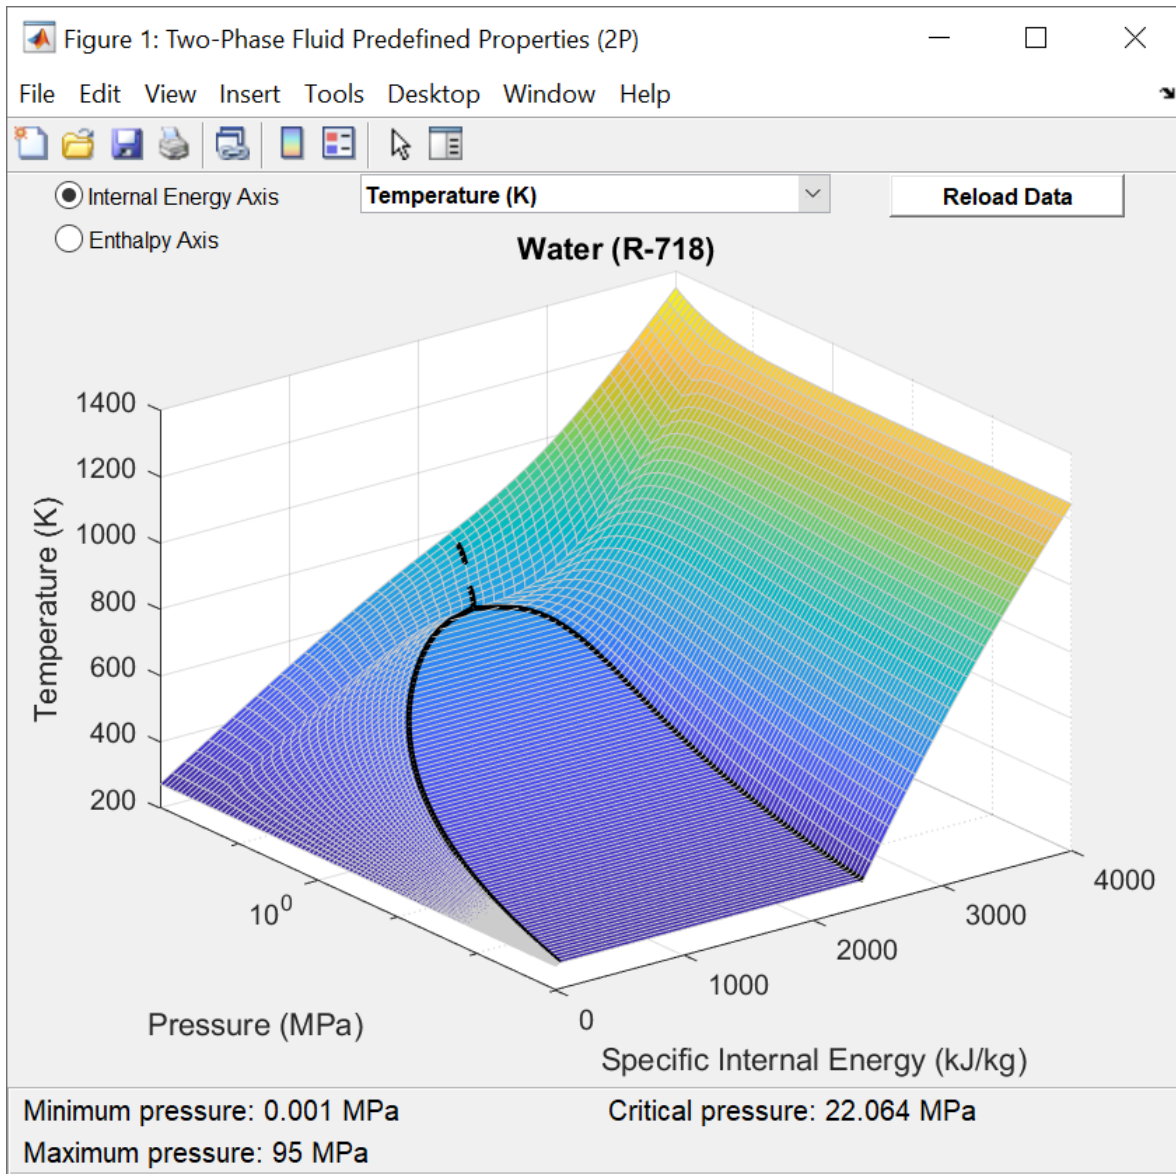 Figure 1: Two-Phase Fluid Predefined Properties (2P)
File Edit View Insert Tools Desktop Window Help
Internal Energy Axis
Temperature (K)
Reload Data
Enthalpy Axis
Water (R-718)
1400
1200
1000
800
600
400
200
Temperature (K)
10^0
Pressure (MPa)
0
1000
2000
3000
4000
Specific Internal Energy (kJ/kg)
Minimum pressure: 0.001 MPa
Critical pressure: 22.064 MPa
Maximum pressure: 95 MPa